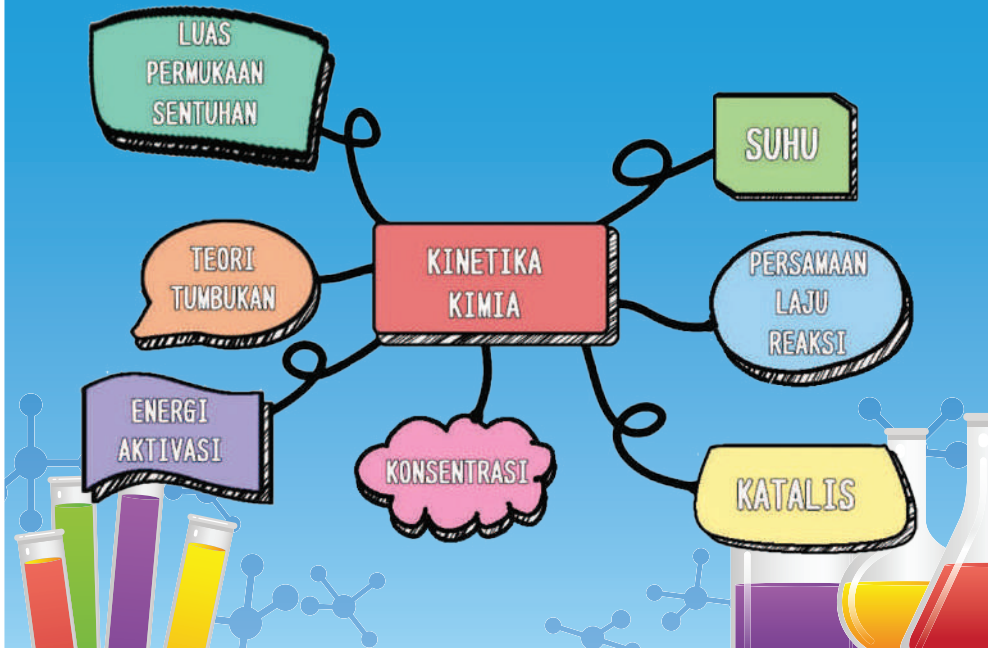 LUAS
PERMUKAAN
SENTUHAN
SUHU
TEORI
TUMBUKAN
KINETIKA
KIMIA
PERSAMAAN
LAJU
REAKSI
ENERGI
AKTIVASI
KONSENTRASI
KATALIS